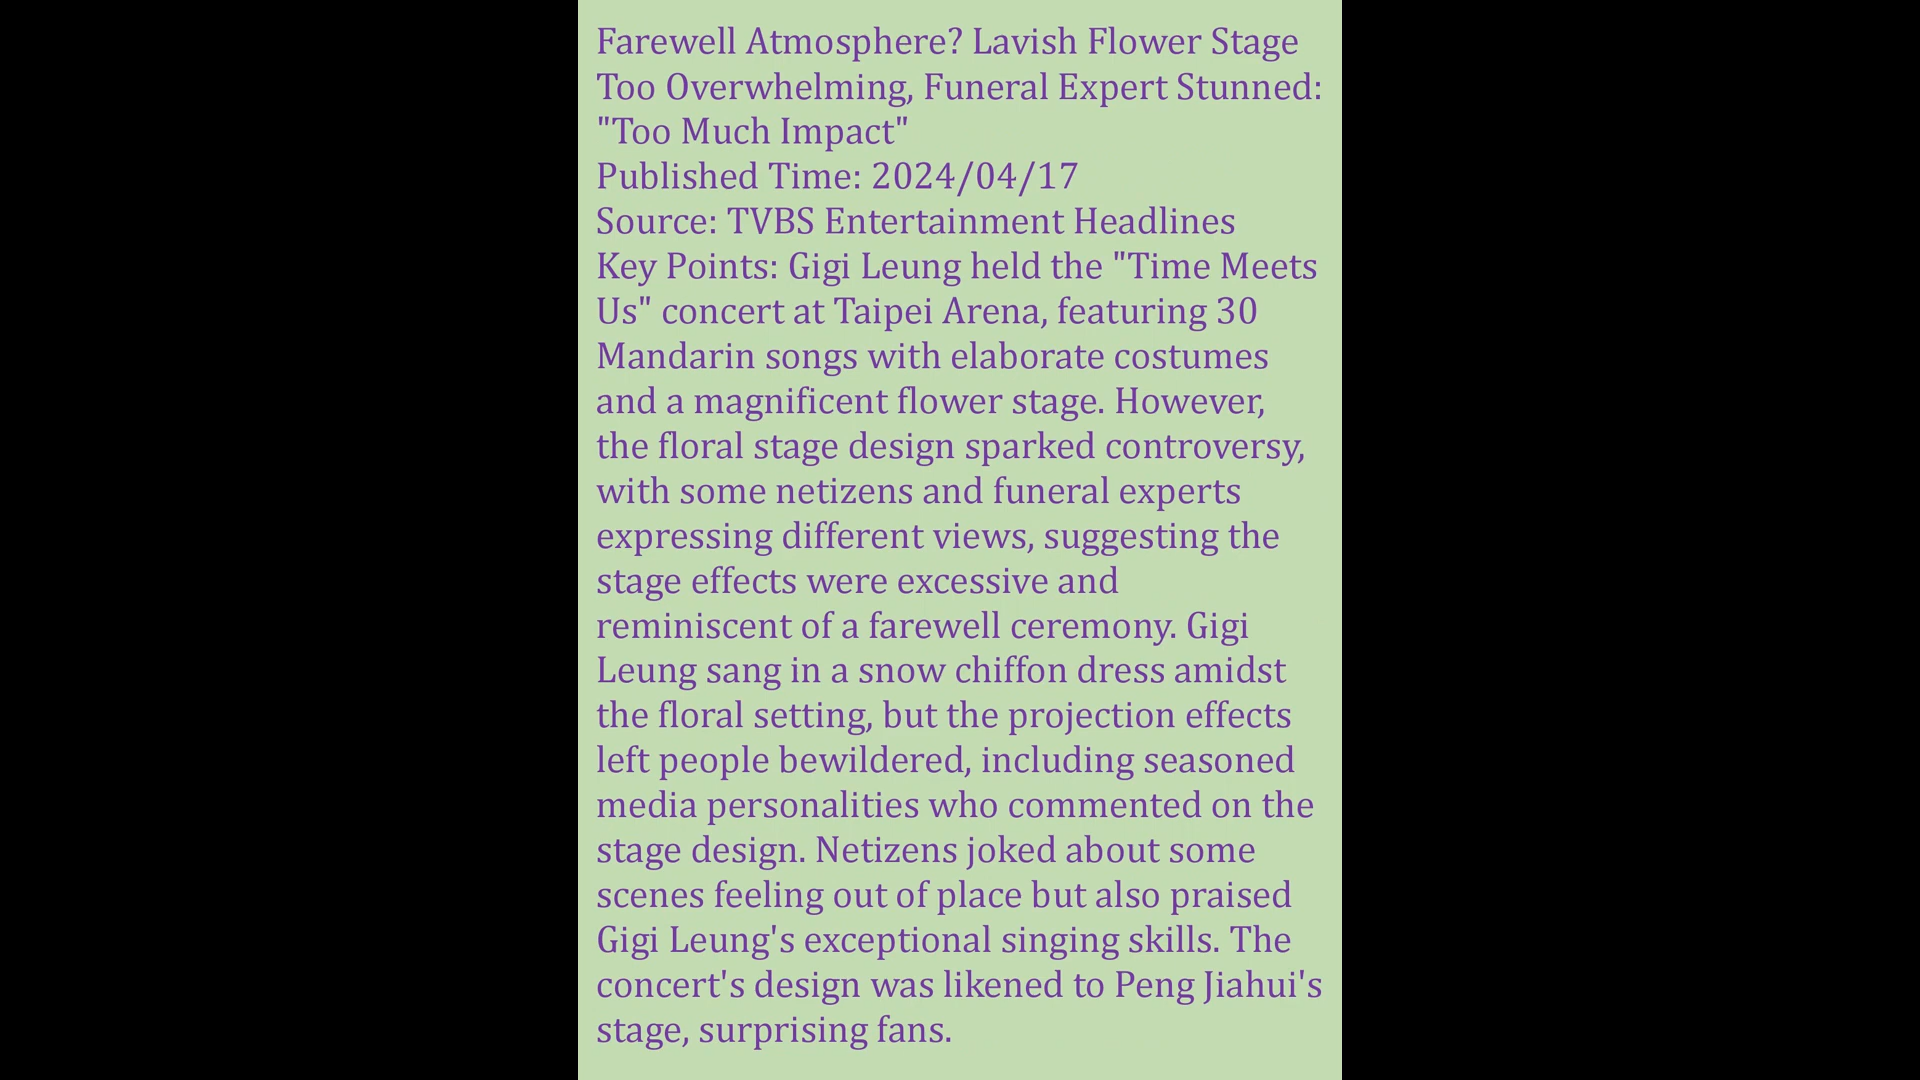 Farewell Atmosphere? Lavish Flower Stage
Too Overwhelming, Funeral Expert Stunned:
"Too Much Impact"
Published Time: 2024/04/17
Source: TVBS Entertainment Headlines
Key Points: Gigi Leung held the "Time Meets
Us" concert at Taipei Arena, featuring 30
Mandarin songs with elaborate costumes
and a magnificent flower stage. However,
the floral stage design sparked controversy,
with some netizens and funeral experts
expressing different views, suggesting the
stage effects were excessive and
reminiscent of a farewell ceremony. Gigi
Leung sang in a snow chiffon dress amidst
the floral setting, but the projection effects
left people bewildered, including seasoned
media personalities who commented on the
stage design. Netizens joked about some
scenes feeling out of place but also praised
Gigi Leung's exceptional singing skills. The
concert's design was likened to Peng Jiahui's
stage, surprising fans.